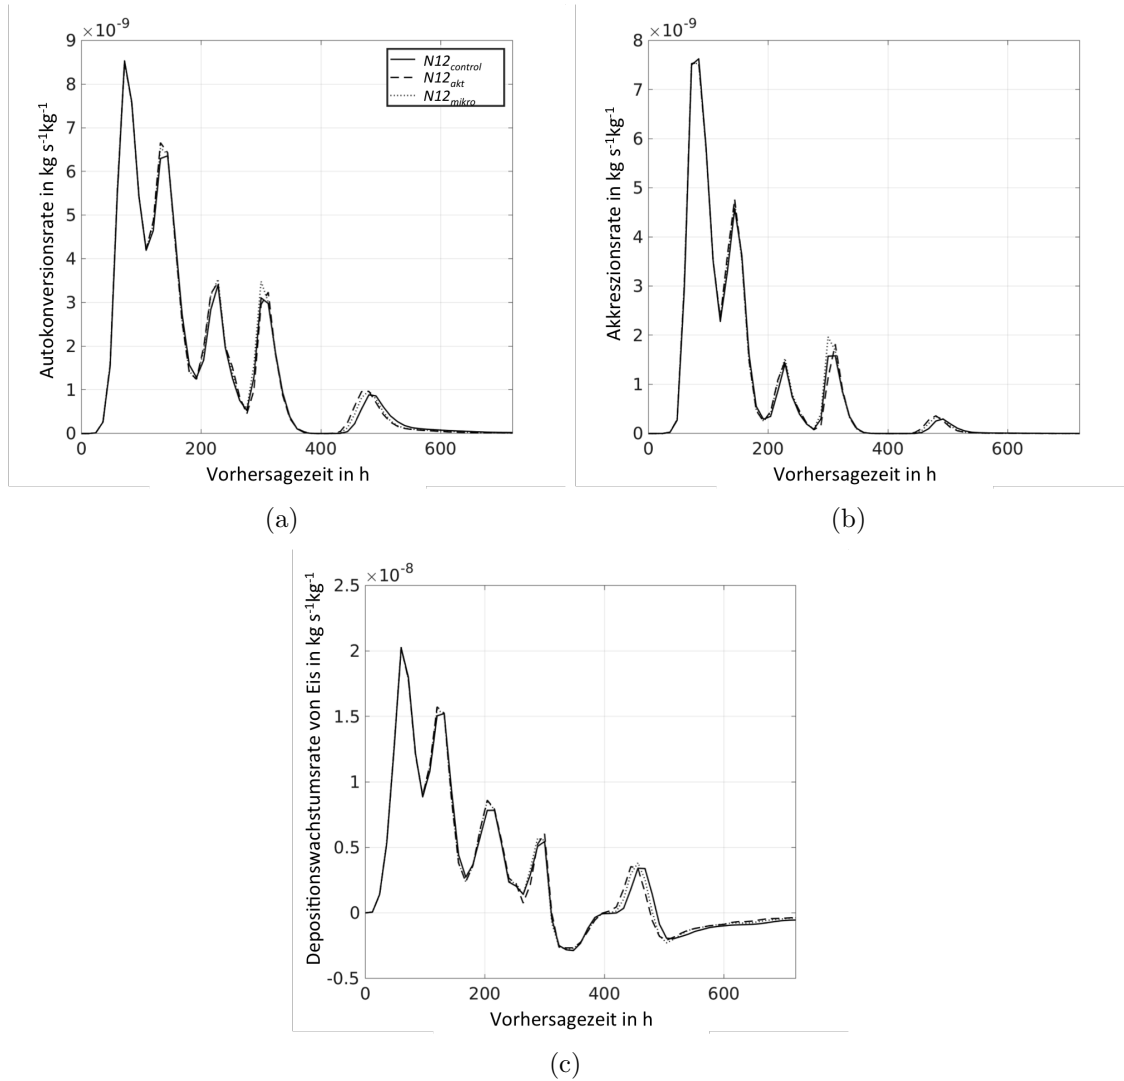 ×10-9
9
8
7
6
5
4
3
2
1
0
Autokonversionsrate in kg s-1kg-1
N12control
N12akt
N12mikro
0 200 400 600
Vorhersagezeit in h
(a)
×10-9
8
7
6
5
4
3
2
1
0
Akkreszionsrate in kg s-1kg-1
0 200 400 600
Vorhersagezeit in h
(b)
×10-8
2.5
2
1.5
1
0.5
0
-0.5
Depositionswachstumsrate von Eis in kg s-1kg-1
0 200 400 600
Vorhersagezeit in h
(c)